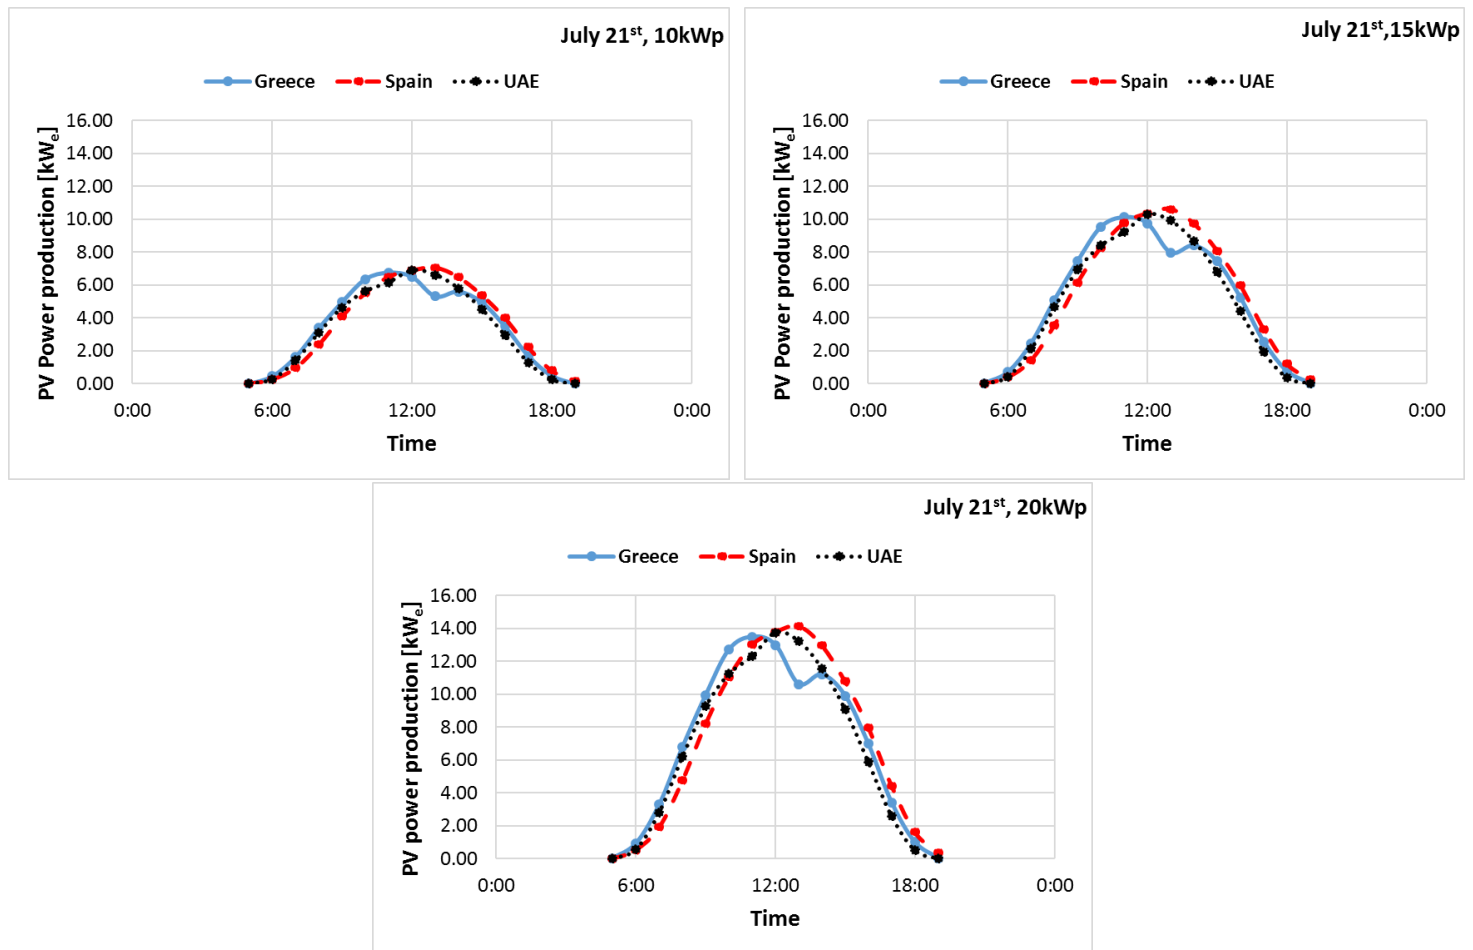 July 21st, 10kWp
Greece Spain UAE
PV Power production [kWe]
16.00
14.00
12.00
10.00
8.00
6.00
4.00
2.00
0.00
0:00 6:00 12:00 18:00 0:00
Time
July 21st,15kWp
Greece Spain UAE
PV Power production [kWe]
16.00
14.00
12.00
10.00
8.00
6.00
4.00
2.00
0.00
0:00 6:00 12:00 18:00 0:00
Time
July 21st, 20kWp
Greece Spain UAE
PV power production [kWe]
16.00
14.00
12.00
10.00
8.00
6.00
4.00
2.00
0.00
0:00 6:00 12:00 18:00 0:00
Time